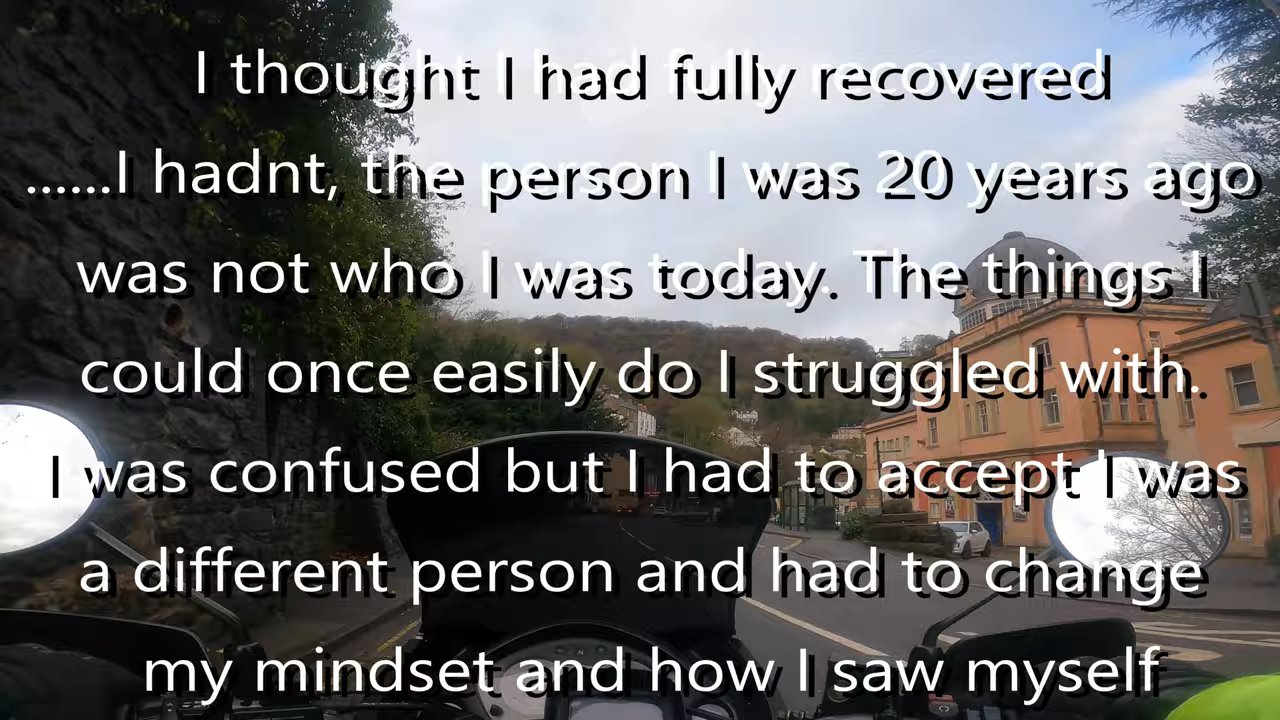 I thought I had fully recovered
......I hadnt, the person I was 20 years ago
was not who I was today. The things I
could once easily do I struggled with.
I was confused but I had to accept I was
a different person and had to change
my mindset and how I saw myself